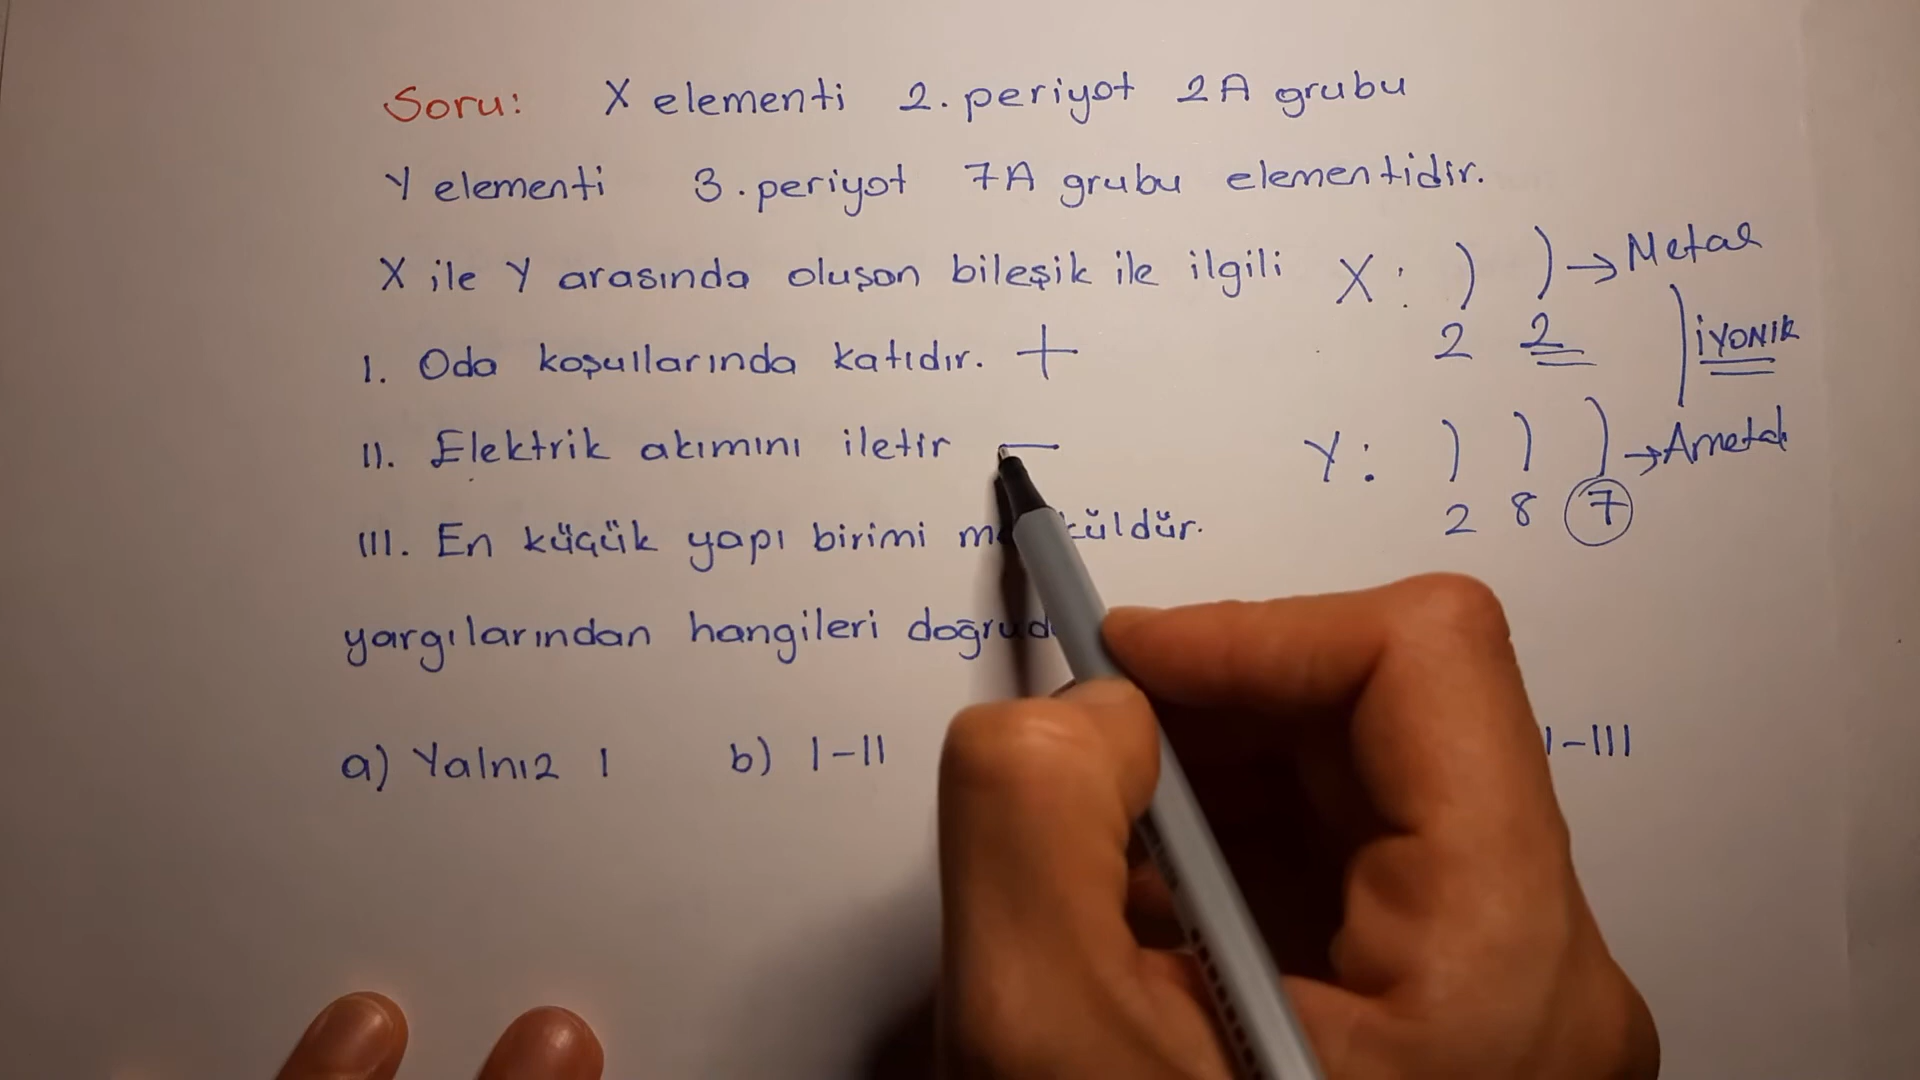 Soru: X elementi 2. periyot 2A grubu
Y elementi 3. periyot 7A grubu elementidir.
X ile Y arasında oluşan bileşik ile ilgili
I. Oda koşullarında katıdır. +
II. Elektrik akımını iletir —
III. En küçük yapı birimi
yargılarından hangileri
a) Yalnız I b) I-II I-III
X: ) ) → Metal
2 2
İYONİK
Y: ) ) ) → Ametal
2 8 7